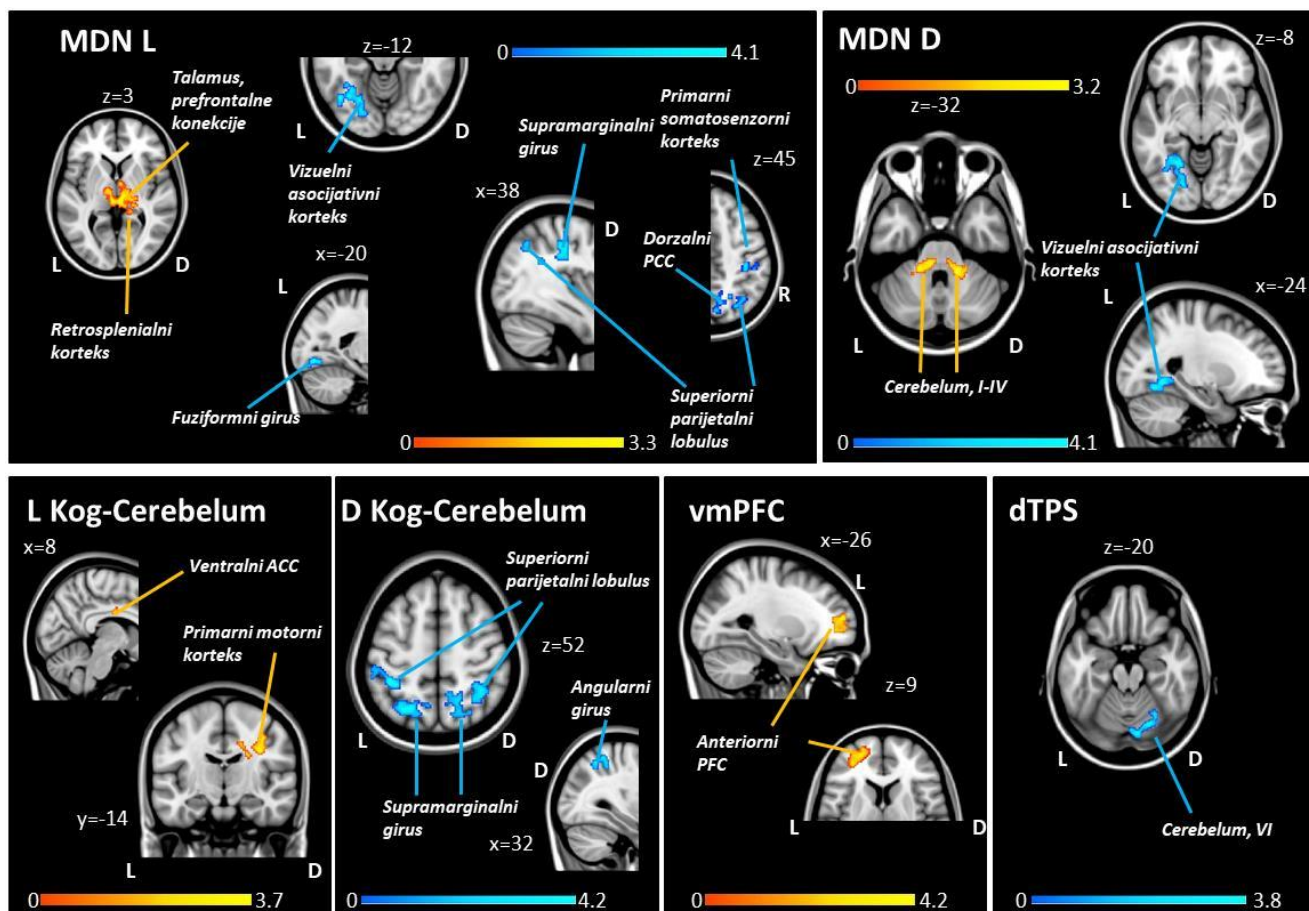 MDN L
z=-12
0
4.1
Talamus,
prefrontalne
konekcije
z=3
L
D
Vizuelni
asocijativni
korteks
Supramarginalni
girus
Primarni
somatosenzorni
korteks
z=45
x=38
D
Dorzalni
PCC
R
L
D
Retrosplenialni
korteks
x=-20
L
Fuziformni girus
Superiorni
parijetalni
lobulus
0
3.3
MDN D
z=-8
0
3.2
z=-32
L
D
Vizuelni asocijativni
korteks
L
x=-24
L
D
Cerebelum, I-IV
0
4.1
L Kog-Cerebelum
x=8
Ventralni ACC
Primarni motorni
korteks
y=-14
L
D
0
3.7
D Kog-Cerebelum
Superiorni
parijetalni lobulus
z=52
Angularni
girus
L
D
D
Supramarginalni
girus
x=32
0
4.2
vmPFC
x=-26
L
z=9
Anteriorni
PFC
L
D
0
4.2
dTPS
z=-20
L
D
Cerebelum, VI
0
3.8